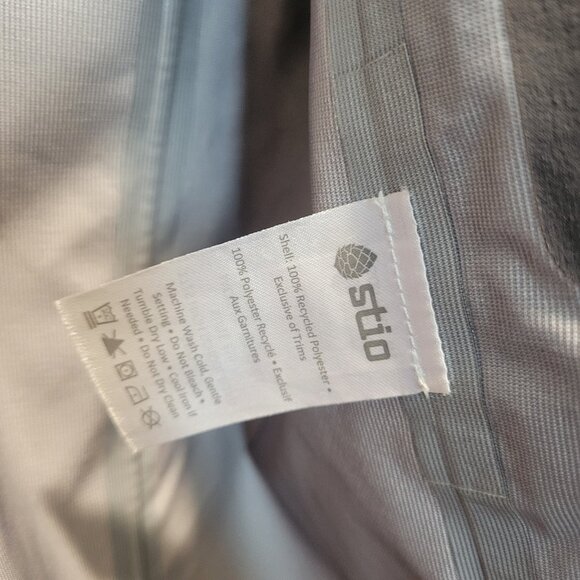 stio
Shell: 100% Recycled Polyester •
Exclusive of Trims
100% Polyester Recyclé • Exclusif
Aux Garnitures
Machine Wash Cold, Gentle
Setting • Do Not Bleach •
Tumble Dry Low • Cool Iron if
Needed • Do Not Dry Clean